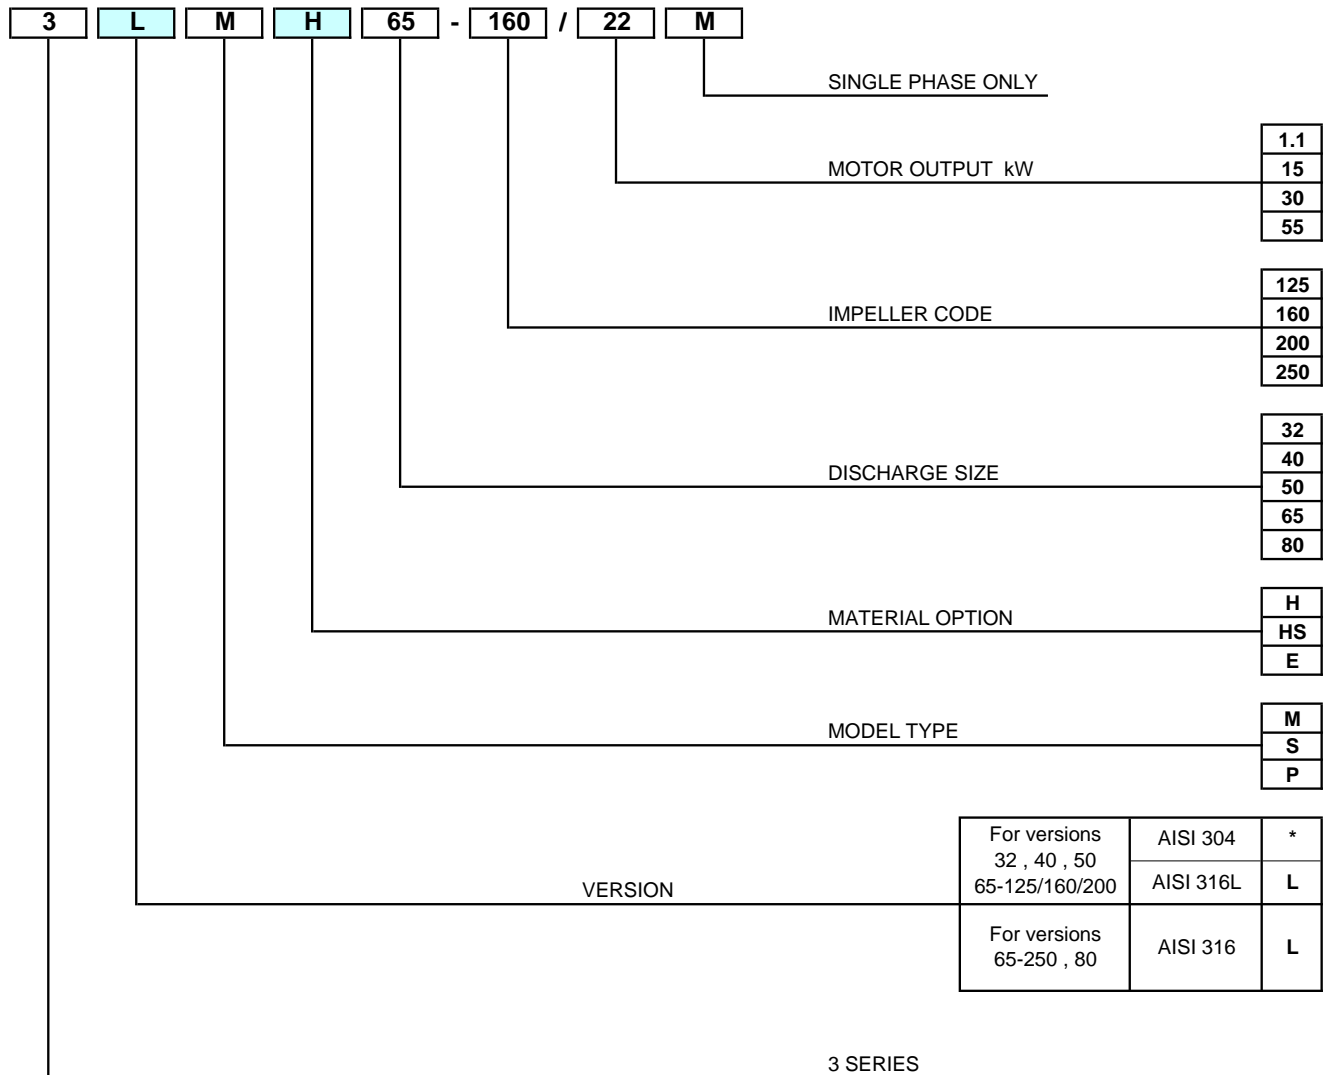 3 L M H 65 - 160 / 22 M
SINGLE PHASE ONLY
1.1
MOTOR OUTPUT kW
15
30
55
125
IMPELLER CODE
160
200
250
32
40
DISCHARGE SIZE
50
65
80
H
MATERIAL OPTION
HS
E
M
MODEL TYPE
S
P
VERSION
For versions
32 , 40 , 50
65-125/160/200
AISI 304
*
AISI 316L
L
For versions
65-250 , 80
AISI 316
L
3 SERIES